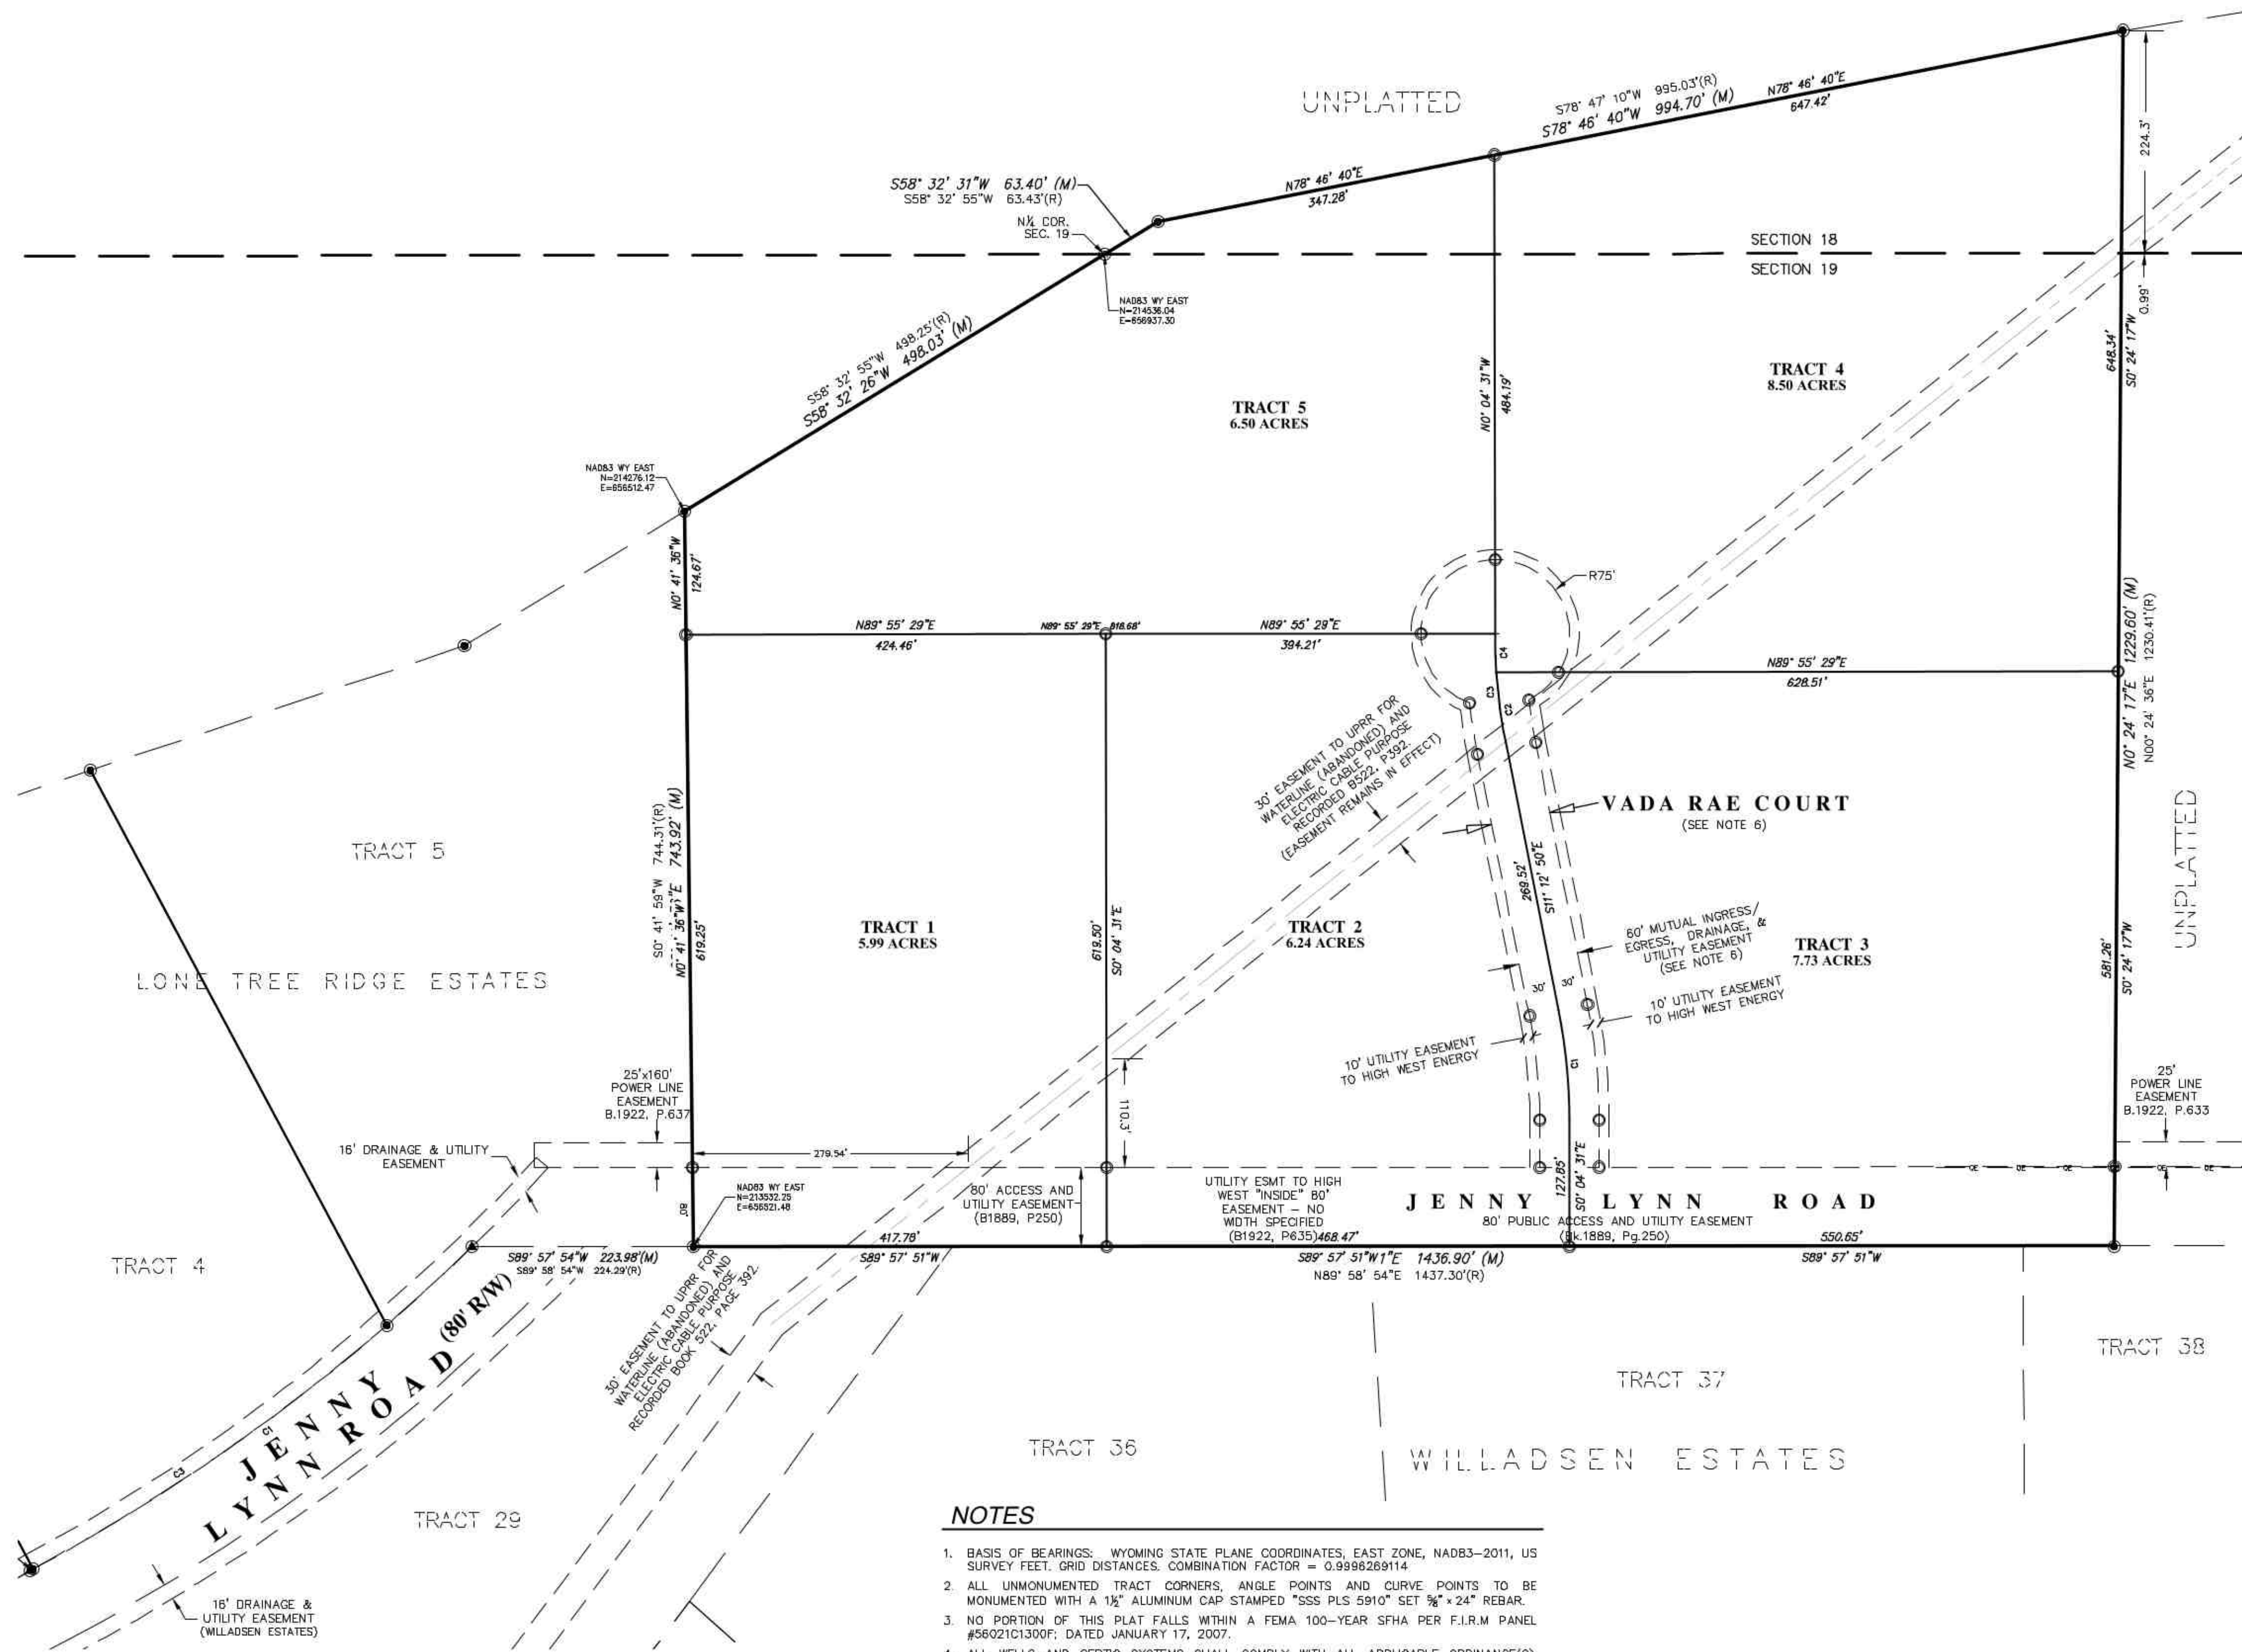 UNPLATTED
S78° 47' 10"W 995.03'(R)
S78° 46' 40"W 994.70' (M)
N78° 46' 40"E
647.42'
224.3'
S58° 32' 31"W 63.40' (M)
S58° 32' 55"W 63.43'(R)
N¼ COR.
SEC. 19
N78° 46' 40"E
347.28'
SECTION 18
SECTION 19
0.99'
NAD83 WY EAST
N=214536.04
E=656937.30
S58° 32' 55"W 498.25'(R)
S58° 32' 26"W 498.03' (M)
N0° 04' 31"W
484.19'
TRACT 4
8.50 ACRES
648.34'
S0° 24' 17"W
TRACT 5
6.50 ACRES
NAD83 WY EAST
N=214276.12
E=656512.47
N0° 41' 36"W
124.67'
R75'
N89° 55' 29"E
424.46'
N89° 55' 29"E 818.68'
N89° 55' 29"E
394.21'
C4
C3
C2
N89° 55' 29"E
628.51'
N0° 24' 17"E 1229.60' (M)
N00° 24' 36"E 1230.41'(R)
30' EASEMENT TO UPRR FOR
WATERLINE (ABANDONED) AND
ELECTRIC CABLE PURPOSE
RECORDED B522, P392.
(EASEMENT REMAINS IN EFFECT)
VADA RAE COURT
(SEE NOTE 6)
UNPLATTED
TRACT 5
S0° 41' 59"W 744.31'(R)
N0° 41' 36"W E 743.92' (M)
619.25'
TRACT 1
5.99 ACRES
619.50'
S0° 04' 31"E
TRACT 2
6.24 ACRES
269.52'
S11° 12' 50"E
60' MUTUAL INGRESS/
EGRESS, DRAINAGE, &
UTILITY EASEMENT
(SEE NOTE 6)
TRACT 3
7.73 ACRES
581.26'
S0° 24' 17"W
LONE TREE RIDGE ESTATES
30'
30'
10' UTILITY EASEMENT
TO HIGH WEST ENERGY
10' UTILITY EASEMENT
TO HIGH WEST ENERGY
C1
25'x160'
POWER LINE
EASEMENT
B.1922, P.637
25'
POWER LINE
EASEMENT
B.1922, P.633
110.3'
16' DRAINAGE & UTILITY
EASEMENT
279.54'
OE OE OE OE OE
NAD83 WY EAST
N=213532.25
E=656521.48
80'
80' ACCESS AND
UTILITY EASEMENT
(B1889, P250)
UTILITY ESMT TO HIGH
WEST "INSIDE" 80'
EASEMENT – NO
WIDTH SPECIFIED
(B1922, P635)
127.85'
S0° 04' 31"E
JENNY LYNN ROAD
80' PUBLIC ACCESS AND UTILITY EASEMENT
(Bk.1889, Pg.250)
417.78'
S89° 57' 51"W
468.47'
S89° 57' 51"W 1"E 1436.90' (M)
N89° 58' 54"E 1437.30'(R)
550.65'
S89° 57' 51"W
TRACT 4
S89° 57' 54"W 223.98'(M)
S89° 58' 54"W 224.29'(R)
30' EASEMENT TO UPRR FOR
WATERLINE (ABANDONED) AND
ELECTRIC CABLE PURPOSE
RECORDED BOOK 522, PAGE 392.
JENNY
LYNN ROAD (80' R/W)
C1
C3
TRACT 38
TRACT 37
TRACT 36
WILLADSEN ESTATES
TRACT 29
16' DRAINAGE &
UTILITY EASEMENT
(WILLADSEN ESTATES)
NOTES
1. BASIS OF BEARINGS: WYOMING STATE PLANE COORDINATES, EAST ZONE, NAD83–2011, US
SURVEY FEET. GRID DISTANCES. COMBINATION FACTOR = 0.9996269114
2. ALL UNMONUMENTED TRACT CORNERS, ANGLE POINTS AND CURVE POINTS TO BE
MONUMENTED WITH A 1½" ALUMINUM CAP STAMPED "SSS PLS 5910" SET ⅝" x 24" REBAR.
3. NO PORTION OF THIS PLAT FALLS WITHIN A FEMA 100–YEAR SFHA PER F.I.R.M PANEL
#56021C1300F; DATED JANUARY 17, 2007.
4. ALL WELLS AND SEPTIC SYSTEMS SHALL COMPLY WITH ALL APPLICABLE ORDINANCE(S)